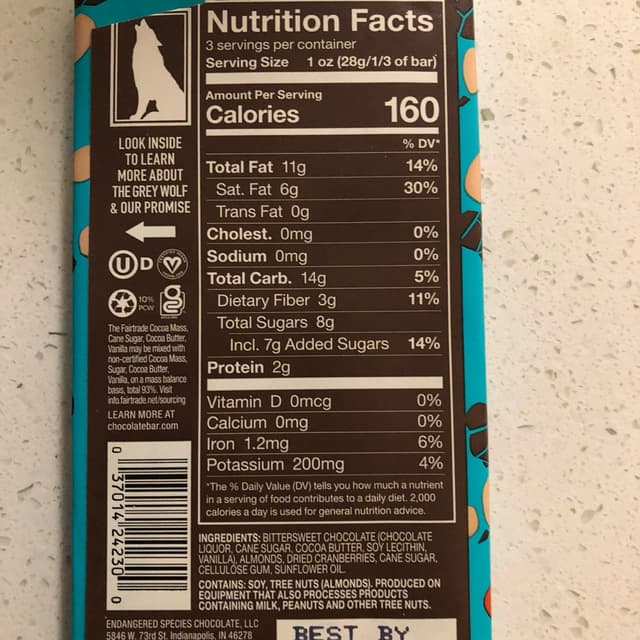 Nutrition Facts
3 servings per container
Serving Size 1 oz (28g/1/3 of bar)
Amount Per Serving
Calories 160
% DV*
Total Fat 11g 14%
Sat. Fat 6g 30%
Trans Fat 0g
Cholest. 0mg 0%
Sodium 0mg 0%
Total Carb. 14g 5%
Dietary Fiber 3g 11%
Total Sugars 8g
Incl. 7g Added Sugars 14%
Protein 2g
Vitamin D 0mcg 0%
Calcium 0mg 0%
Iron 1.2mg 6%
Potassium 200mg 4%
*The % Daily Value (DV) tells you how much a nutrient
in a serving of food contributes to a daily diet. 2,000
calories a day is used for general nutrition advice.
LOOK INSIDE
TO LEARN
MORE ABOUT
THE GREY WOLF
& OUR PROMISE
U D
V
10%
PCW
The Fairtrade Cocoa Mass,
Cane Sugar, Cocoa Butter,
Vanilla may be mixed with
non-certified Cocoa Mass,
Sugar, Cocoa Butter,
Vanilla, on a mass balance
basis, total 93%. Visit
info.fairtrade.net/sourcing
LEARN MORE AT
chocolatebar.com
0 37014 24230 0
INGREDIENTS: BITTERSWEET CHOCOLATE (CHOCOLATE
LIQUOR, CANE SUGAR, COCOA BUTTER, SOY LECITHIN,
VANILLA), ALMONDS, DRIED CRANBERRIES, CANE SUGAR,
CELLULOSE GUM, SUNFLOWER OIL.
CONTAINS: SOY, TREE NUTS (ALMONDS). PRODUCED ON
EQUIPMENT THAT ALSO PROCESSES PRODUCTS
CONTAINING MILK, PEANUTS AND OTHER TREE NUTS.
ENDANGERED SPECIES CHOCOLATE, LLC
5846 W. 73rd St. Indianapolis, IN 46278
BEST BY